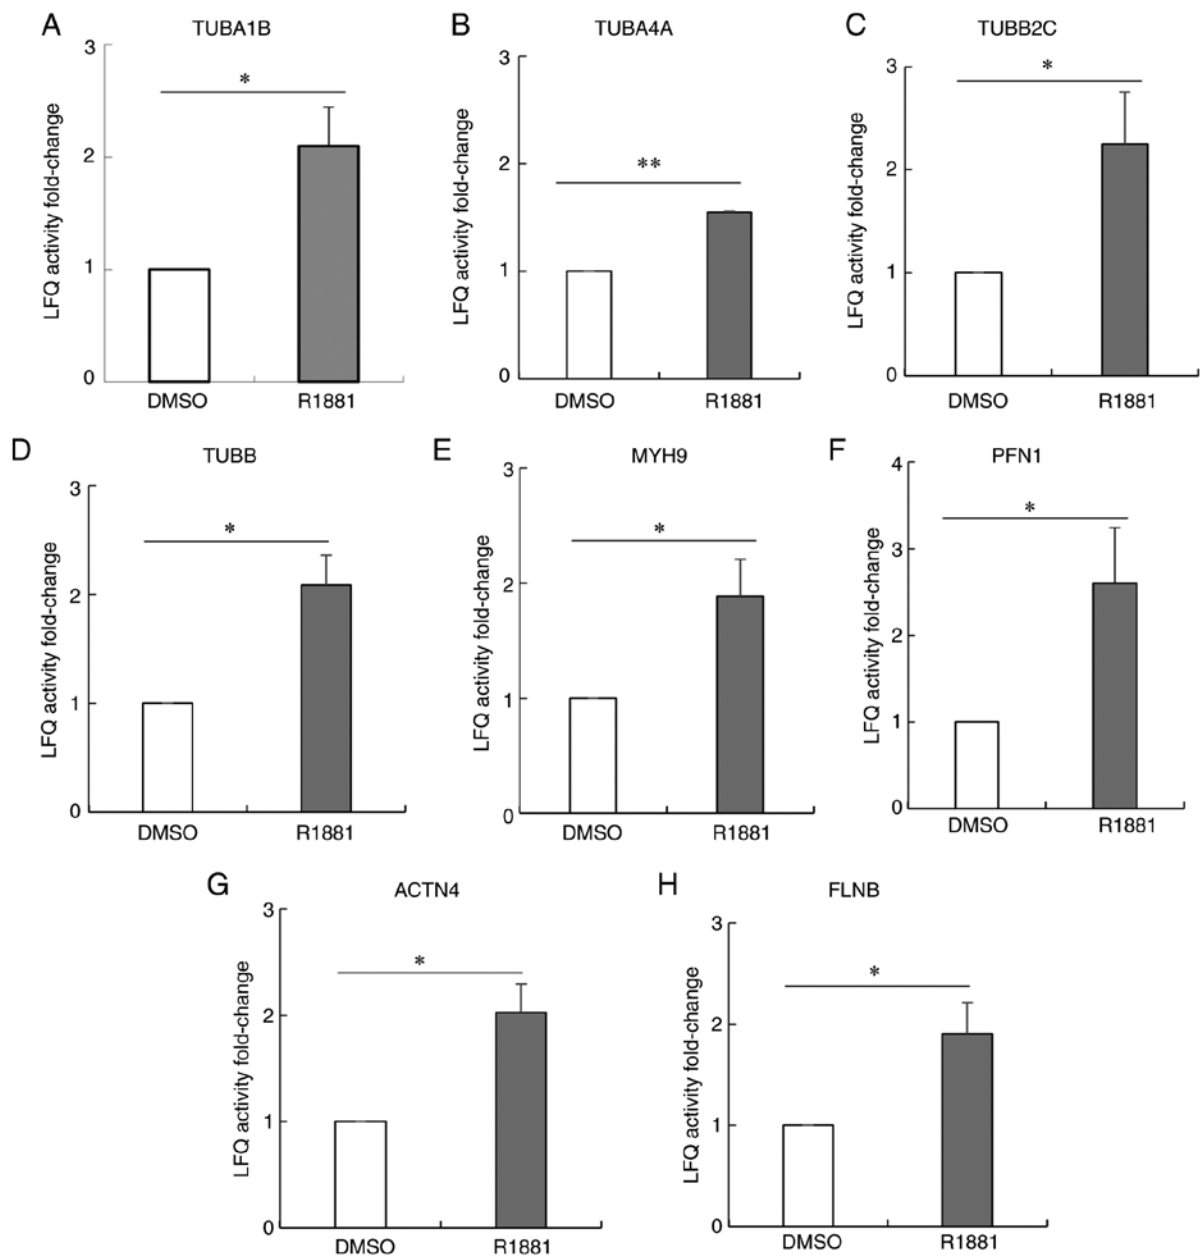 A TUBA1B
LFQ activity fold-change
3
2
1
0
*
DMSO R1881
B TUBA4A
LFQ activity fold-change
3
2
1
0
**
DMSO R1881
C TUBB2C
LFQ activity fold-change
3
2
1
0
*
DMSO R1881
D TUBB
LFQ activity fold-change
3
2
1
0
*
DMSO R1881
E MYH9
LFQ activity fold-change
3
2
1
0
*
DMSO R1881
F PFN1
LFQ activity fold-change
4
3
2
1
0
*
DMSO R1881
G ACTN4
LFQ activity fold-change
3
2
1
0
*
DMSO R1881
H FLNB
LFQ activity fold-change
3
2
1
0
*
DMSO R1881